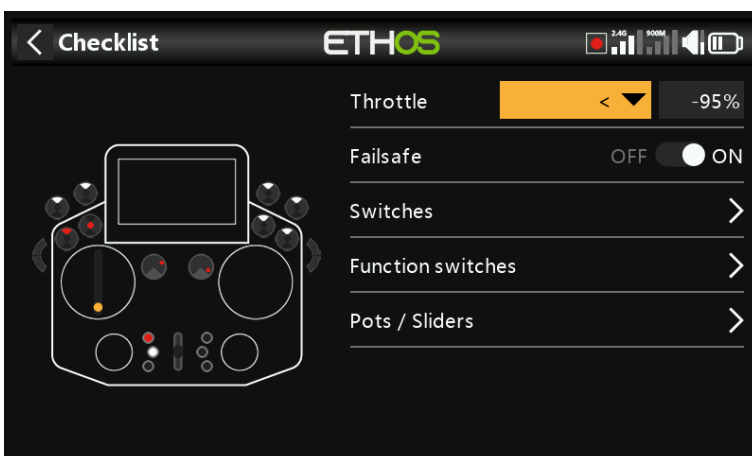 Checklist
ETHOS
2.4G
900M
Throttle < -95%
Failsafe OFF ON
Switches
Function switches
Pots / Sliders